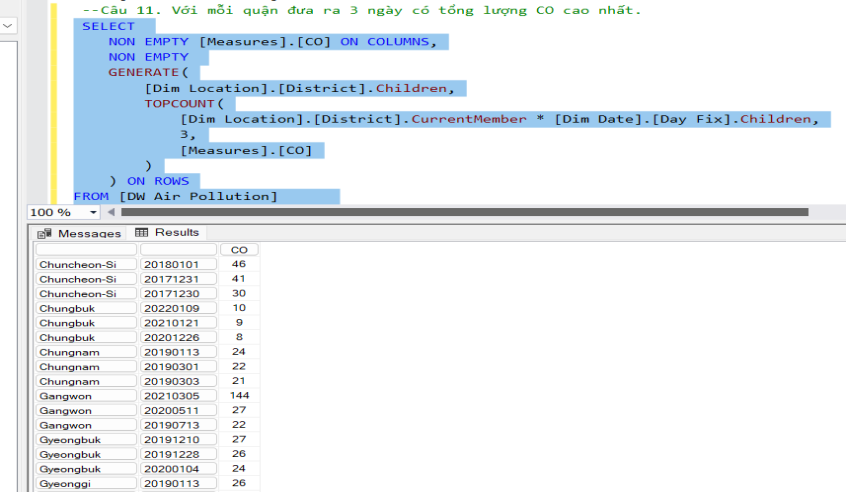 --Câu 11. Với mỗi quận đưa ra 3 ngày có tổng lượng CO cao nhất.
SELECT
NON EMPTY [Measures].[CO] ON COLUMNS,
NON EMPTY
GENERATE(
[Dim Location].[District].Children,
TOPCOUNT(
[Dim Location].[District].CurrentMember * [Dim Date].[Day Fix].Children,
3,
[Measures].[CO]
)
) ON ROWS
FROM [DW Air Pollution]
100 %
Messages Results
CO
Chuncheon-Si 20180101 46
Chuncheon-Si 20171231 41
Chuncheon-Si 20171230 30
Chungbuk 20220109 10
Chungbuk 20210121 9
Chungbuk 20201226 8
Chungnam 20190113 24
Chungnam 20190301 22
Chungnam 20190303 21
Gangwon 20210305 144
Gangwon 20200511 27
Gangwon 20190713 22
Gyeongbuk 20191210 27
Gyeongbuk 20191228 26
Gyeongbuk 20200104 24
Gyeonggi 20190113 26